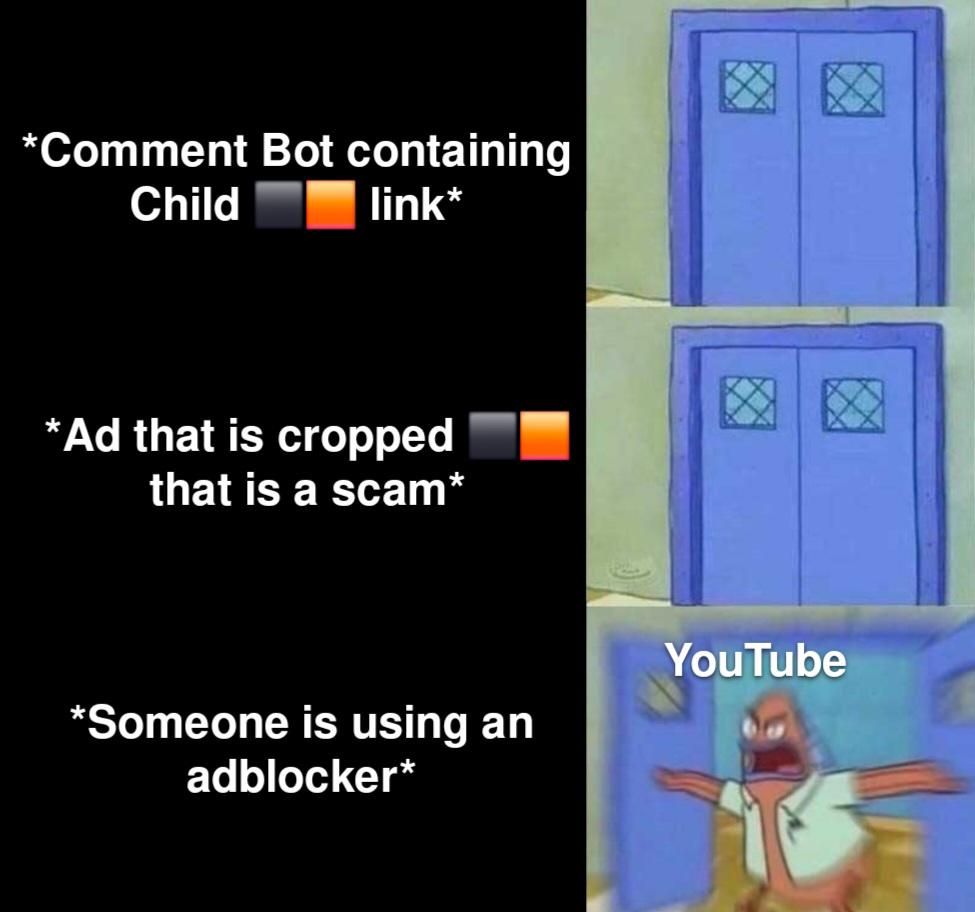 *Comment Bot containing
Child ⬛🟧 link*
*Ad that is cropped ⬛🟧
that is a scam*
YouTube
*Someone is using an
adblocker*